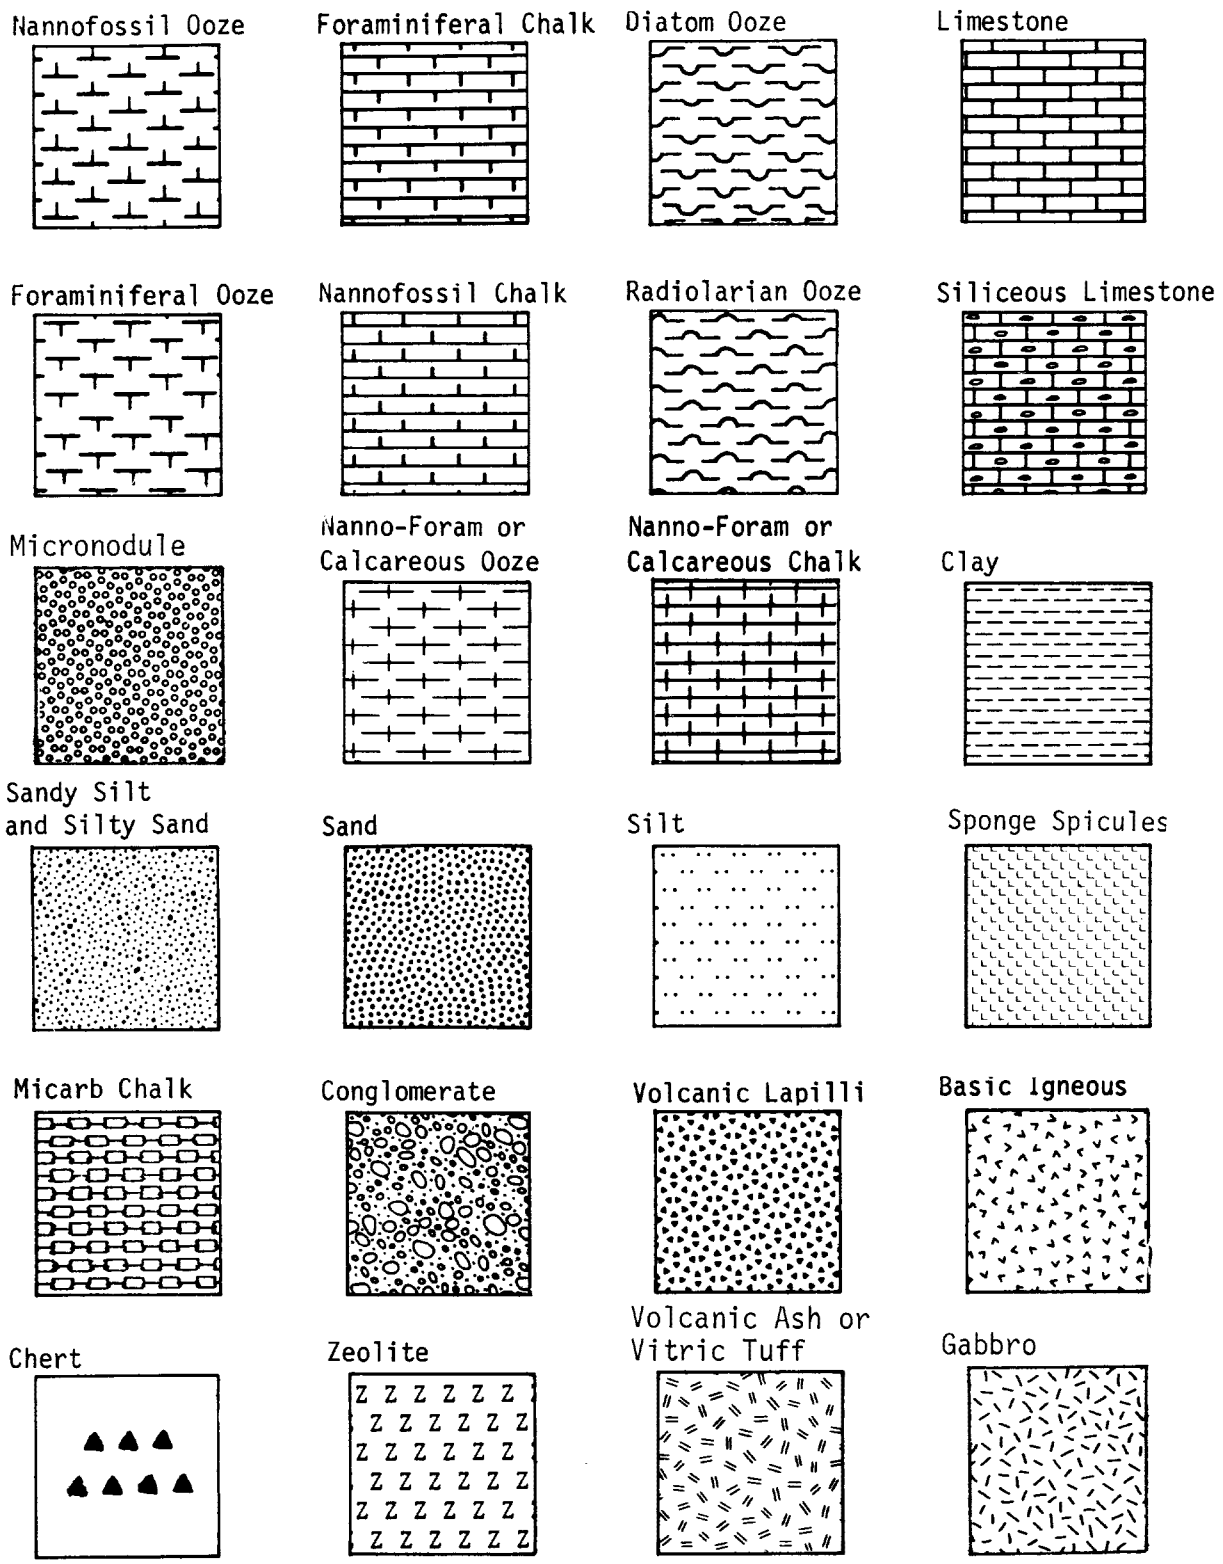 Nannofossil Ooze
Foraminiferal Chalk
Diatom Ooze
Limestone
Foraminiferal Ooze
Nannofossil Chalk
Radiolarian Ooze
Siliceous Limestone
Micronodule
Nanno-Foram or
Calcareous Ooze
Nanno-Foram or
Calcareous Chalk
Clay
Sandy Silt
and Silty Sand
Sand
Silt
Sponge Spicules
Micarb Chalk
Conglomerate
Volcanic Lapilli
Basic Igneous
Chert
Zeolite
Z Z Z Z Z Z
Z Z Z Z Z Z
Z Z Z Z Z Z
Z Z Z Z Z Z
Z Z Z Z Z Z
Z Z Z Z Z Z
Volcanic Ash or
Vitric Tuff
Gabbro